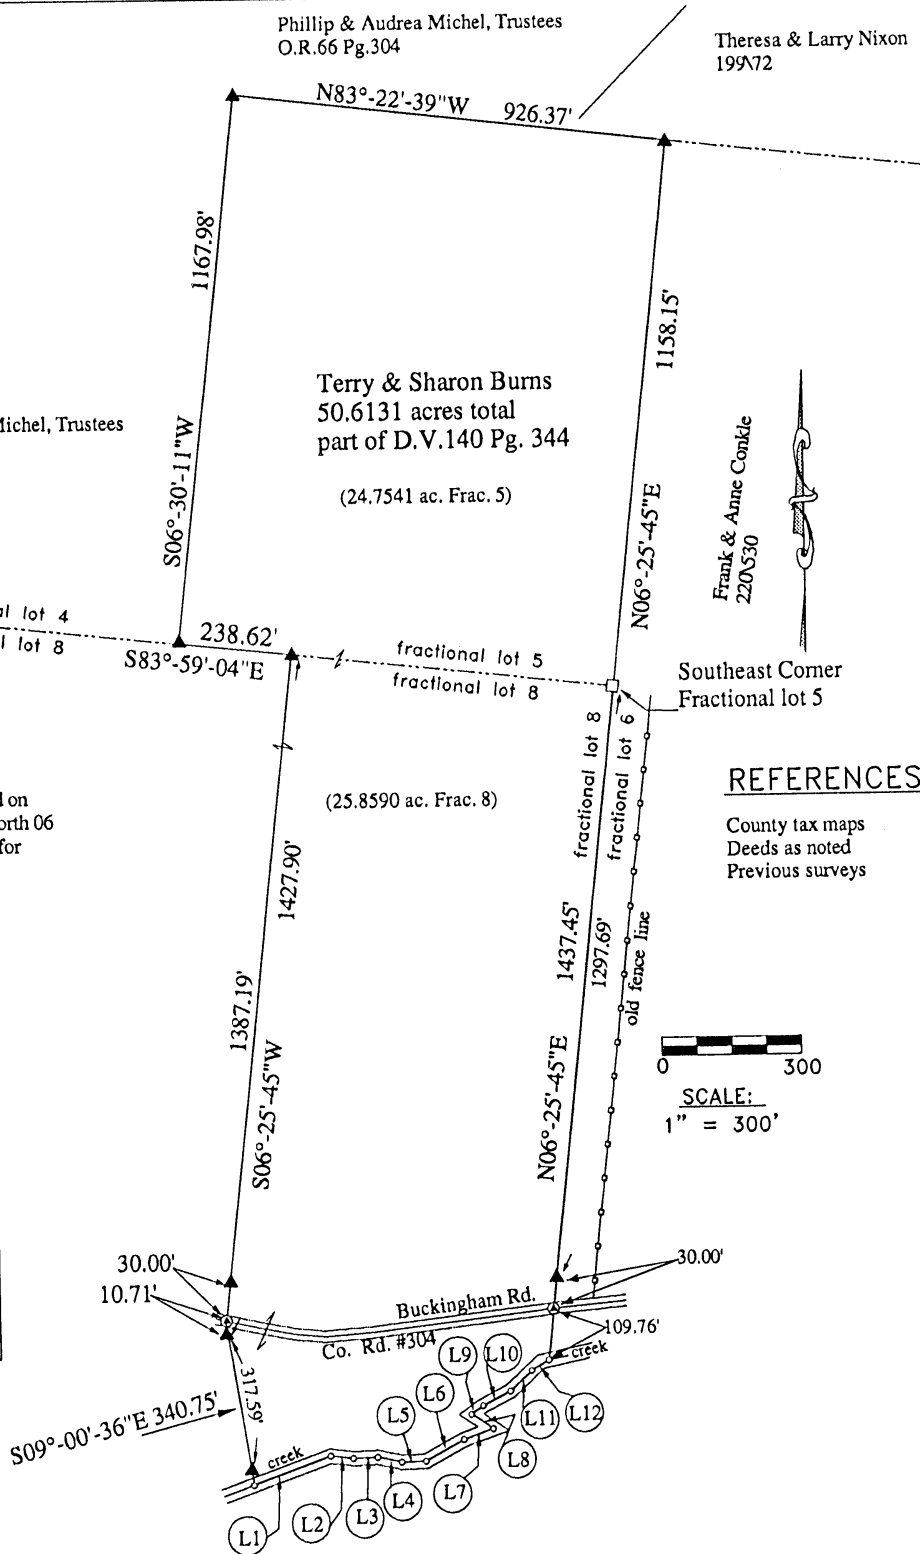 Phillip & Audrea Michel, Trustees
O.R.66 Pg.304
Theresa & Larry Nixon
199\72
N83°-22'-39"W 926.37'
1167.98'
S06°-30'-11"W
1158.15'
N06°-25'-45"E
Terry & Sharon Burns
50.6131 acres total
part of D.V.140 Pg. 344
(24.7541 ac. Frac. 5)
Michel, Trustees
Frank & Anne Conkle
220\530
al lot 4
l lot 8
238.62'
S83°-59'-04"E
fractional lot 5
fractional lot 8
Southeast Corner
Fractional lot 5
fractional lot 8
fractional lot 6
(25.8590 ac. Frac. 8)
REFERENCES
County tax maps
Deeds as noted
Previous surveys
d on
orth 06
for
1427.90'
1387.19'
S06°-25'-45"W
1437.45'
1297.69'
N06°-25'-45"E
old fence line
0 300
SCALE:
1" = 300'
30.00'
10.71'
30.00'
109.76'
Buckingham Rd.
Co. Rd. #304
317.59'
S09°-00'-36"E 340.75'
creek
creek
L1
L2
L3
L4
L5
L6
L7
L8
L9
L10
L11
L12